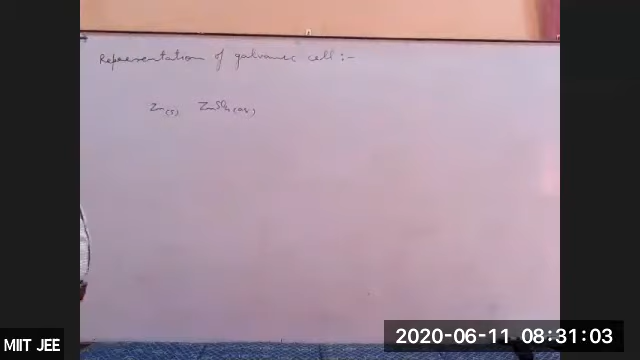 Representation of galvanic cell :-
Zn(s) ZnSO4(aq.)
MIIT JEE
2020-06-11 08:31:03